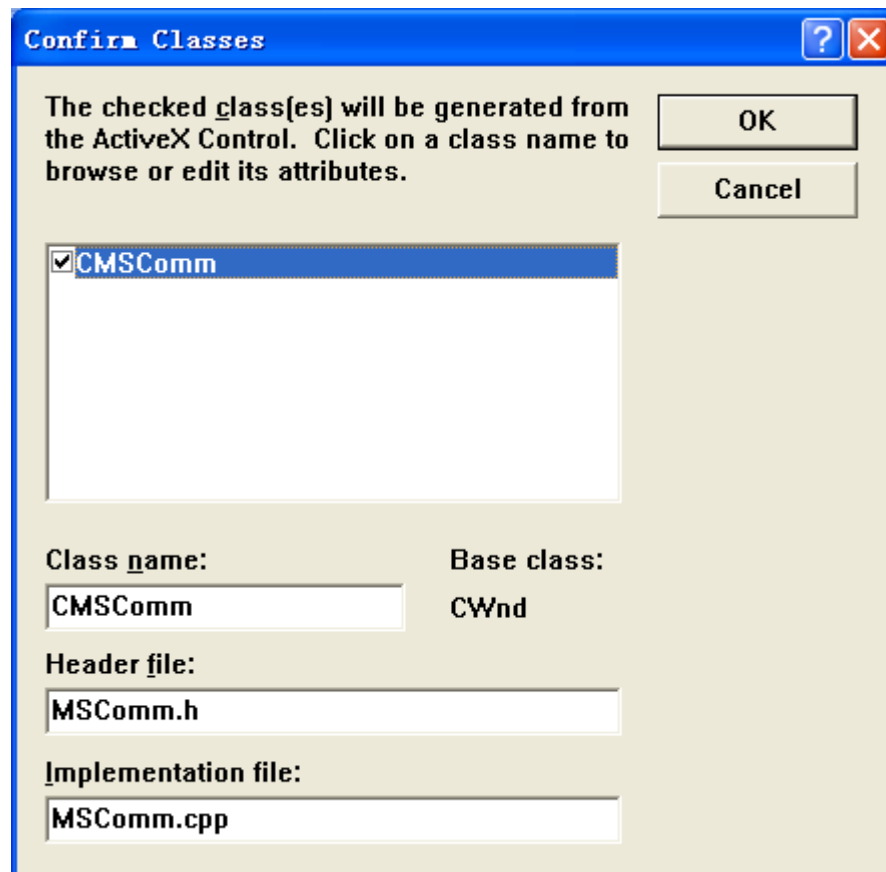 Confirm Classes
The checked class(es) will be generated from
the ActiveX Control. Click on a class name to
browse or edit its attributes.
OK
Cancel
CMSComm
Class name:
Base class:
CMSComm
CWnd
Header file:
MSComm.h
Implementation file:
MSComm.cpp